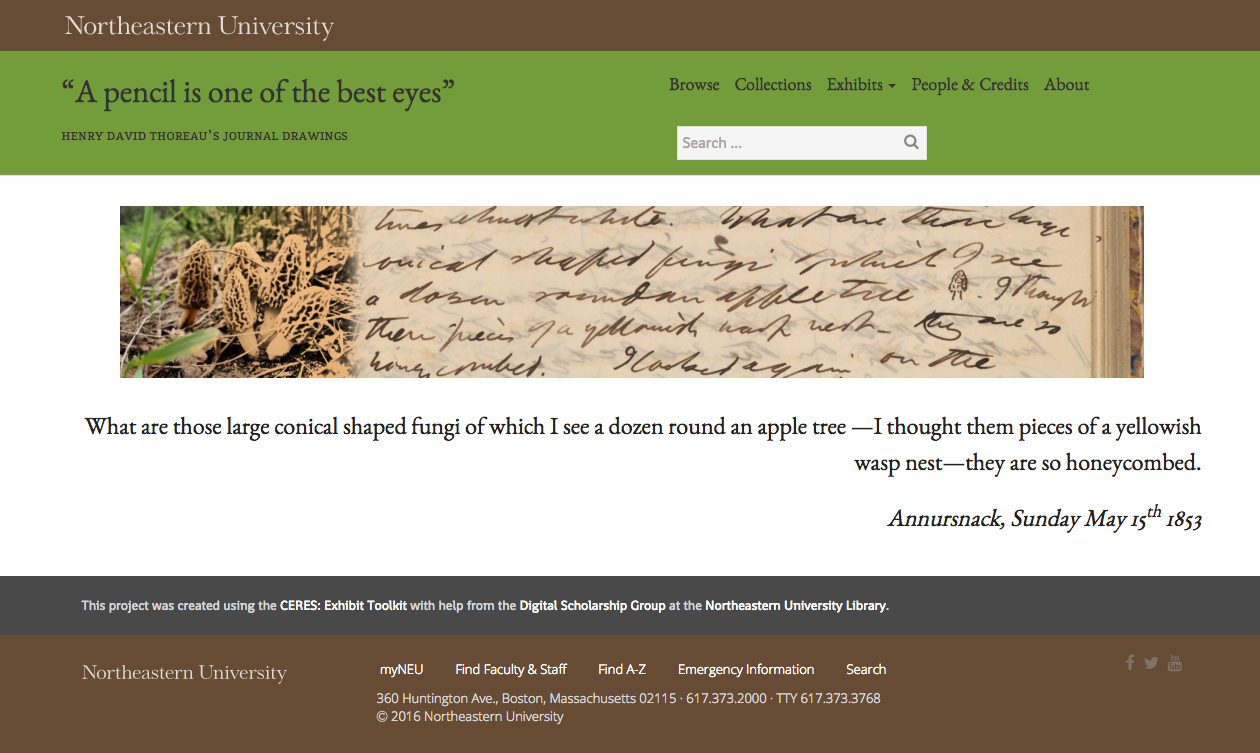 Northeastern University
“A pencil is one of the best eyes”
HENRY DAVID THOREAU’S JOURNAL DRAWINGS
Browse Collections Exhibits People & Credits About
Search ...
times almost white. What are those large
conical shaped fungi of which I see
a dozen round an apple tree . I thought
them pieces of a yellowish wasp nest— they are so
honeycombed. I looked again on the
What are those large conical shaped fungi of which I see a dozen round an apple tree —I thought them pieces of a yellowish
wasp nest—they are so honeycombed.
Annursnack, Sunday May 15th 1853
This project was created using the CERES: Exhibit Toolkit with help from the Digital Scholarship Group at the Northeastern University Library.
Northeastern University
myNEU Find Faculty & Staff Find A-Z Emergency Information Search
360 Huntington Ave., Boston, Massachusetts 02115 · 617.373.2000 · TTY 617.373.3768
© 2016 Northeastern University
You Tube